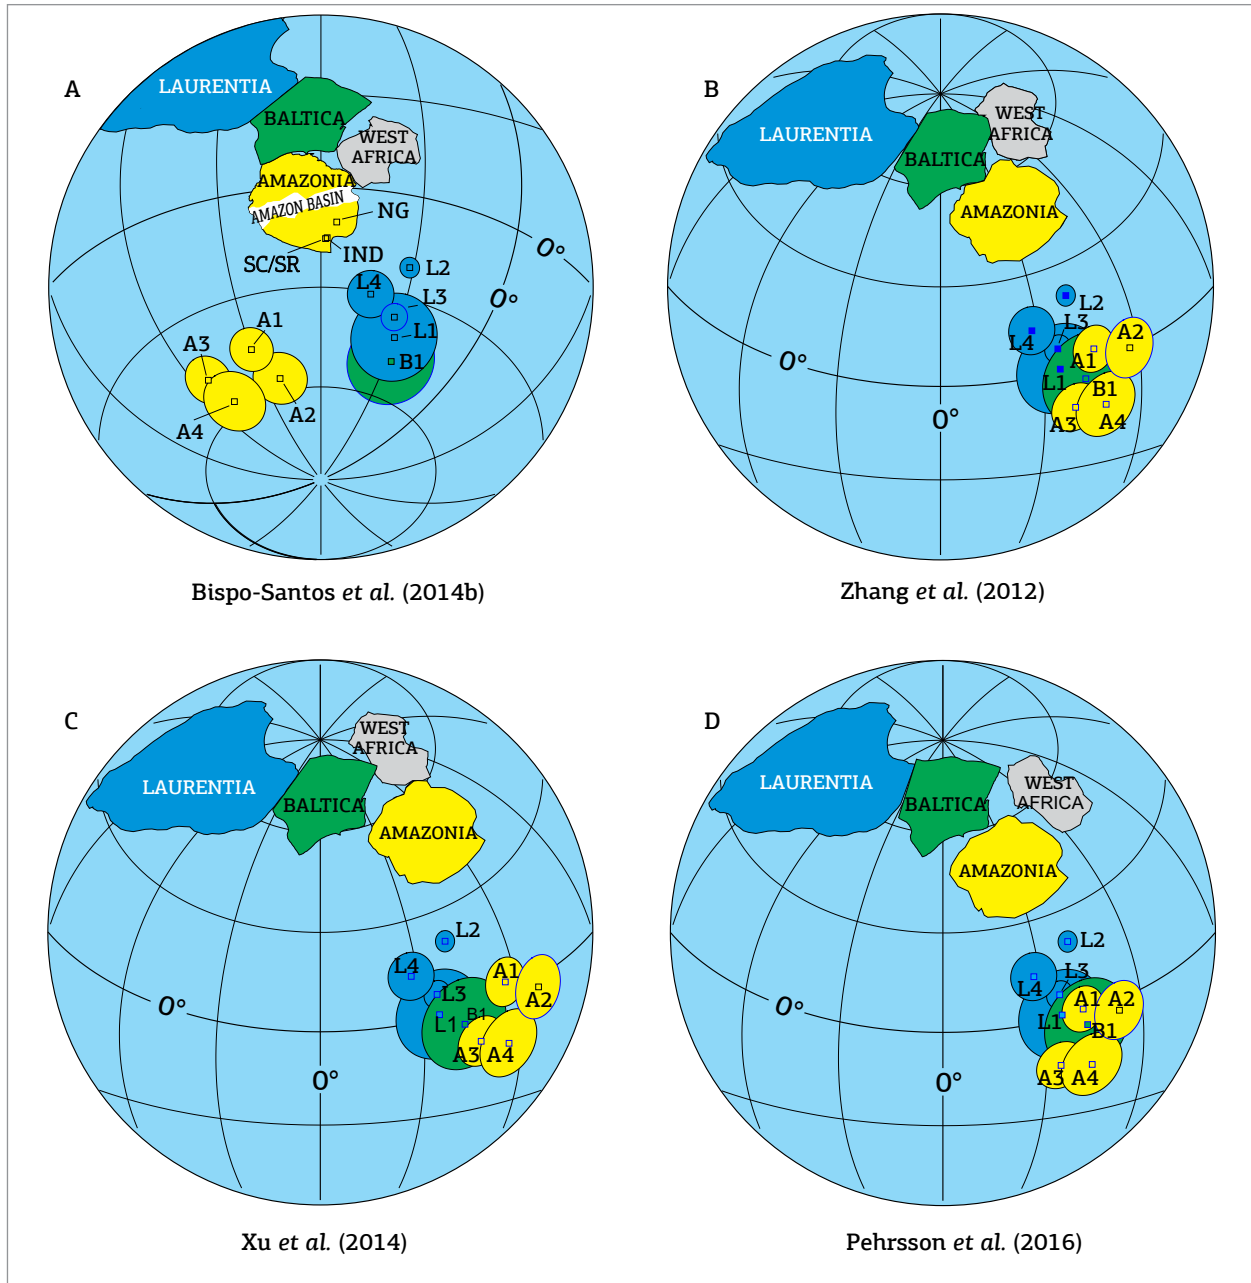 A
LAURENTIA
BALTICA
WEST
AFRICA
AMAZONIA
AMAZON BASIN
NG
SC/SR
IND
L2
L4
L3
L1
B1
A1
A3
A2
A4
0°
0°
Bispo-Santos et al. (2014b)
B
LAURENTIA
WEST
AFRICA
BALTICA
AMAZONIA
L2
L3
L4
A1
A2
L1
B1
A3
A4
0°
0°
Zhang et al. (2012)
C
WEST
AFRICA
LAURENTIA
BALTICA
AMAZONIA
L2
L4
A1
L3
A2
L1
B1
A3
A4
0°
0°
Xu et al. (2014)
D
LAURENTIA
WEST
AFRICA
BALTICA
AMAZONIA
L2
L3
L4
A1
A2
L1
B1
A3
A4
0°
0°
Pehrsson et al. (2016)